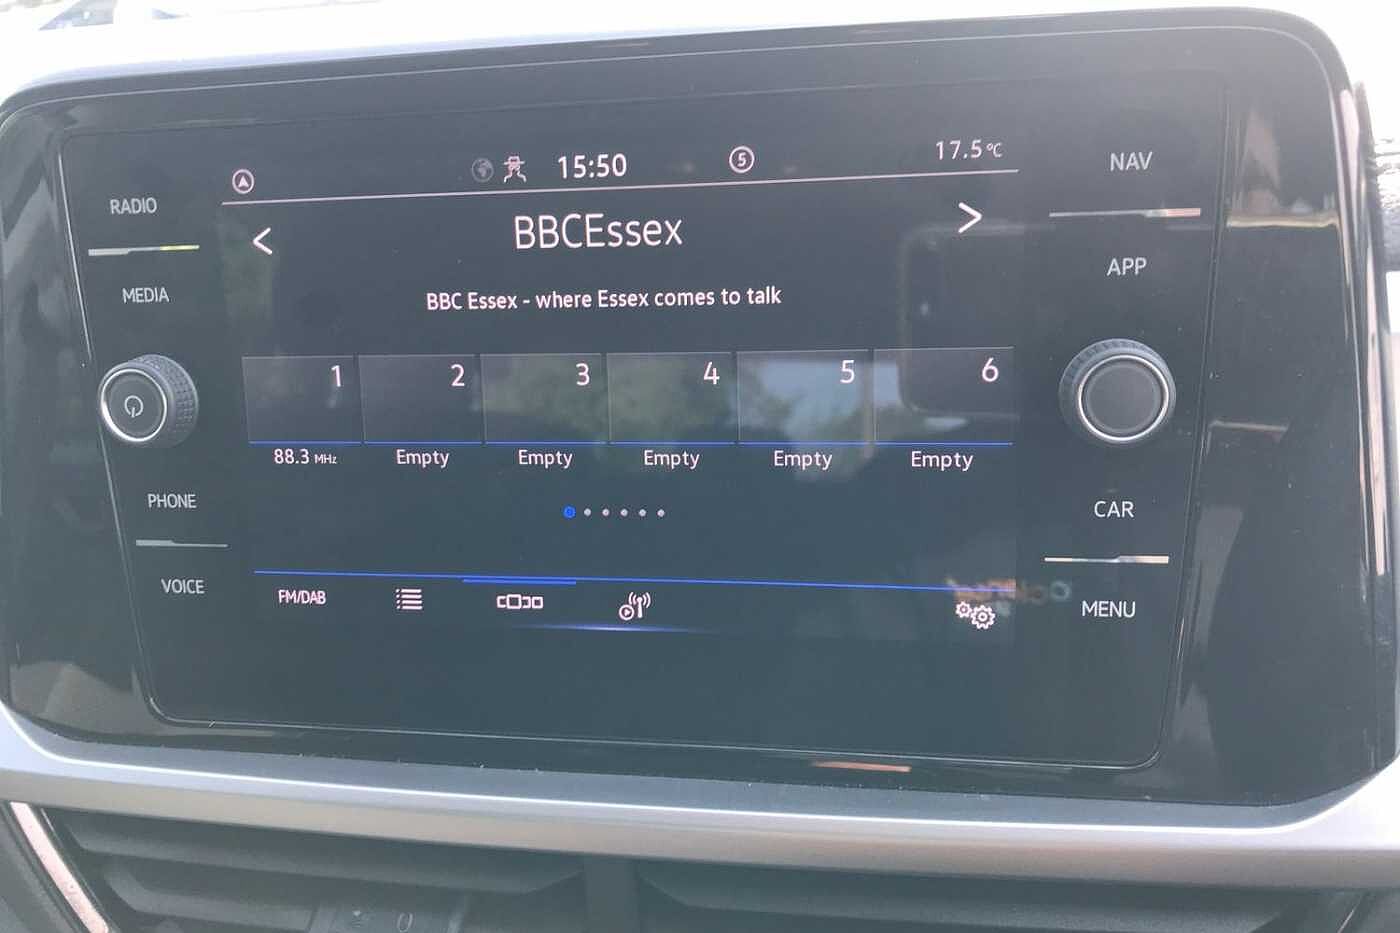 15:50
5
17.5°C
RADIO
MEDIA
PHONE
VOICE
<
BBCEssex
>
BBC Essex - where Essex comes to talk
1 2 3 4 5 6
88.3 MHz Empty Empty Empty Empty Empty
FM/DAB
NAV
APP
CAR
MENU